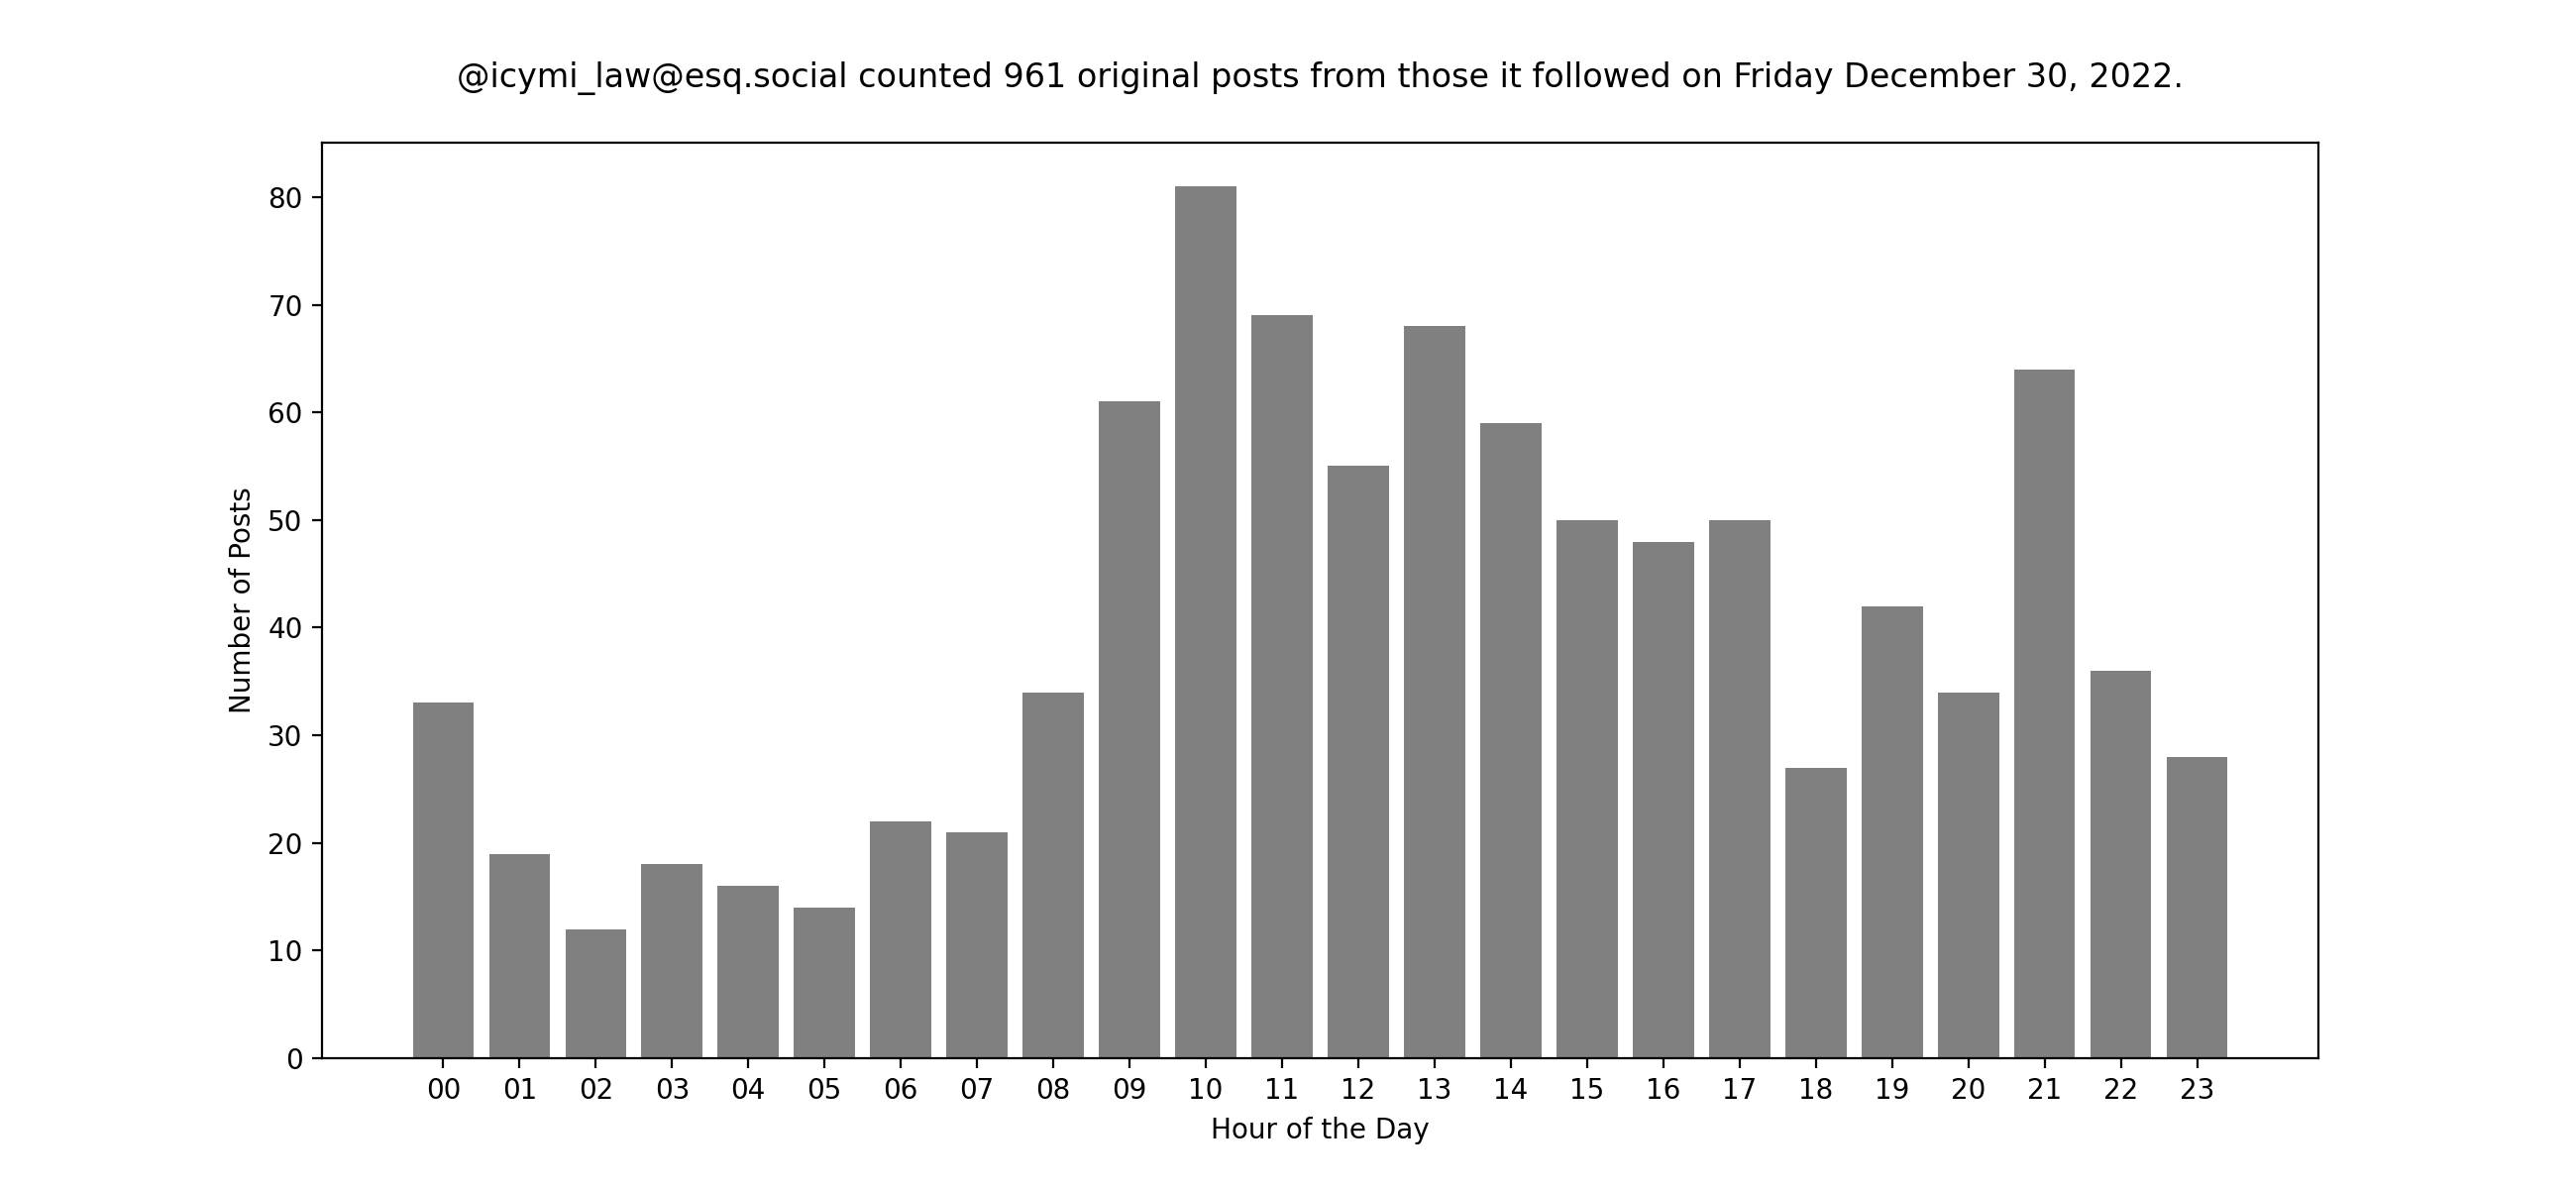 @icymi_law@esq.social counted 961 original posts from those it followed on Friday December 30, 2022.
Number of Posts
80
70
60
50
40
30
20
10
0
00 01 02 03 04 05 06 07 08 09 10 11 12 13 14 15 16 17 18 19 20 21 22 23
Hour of the Day